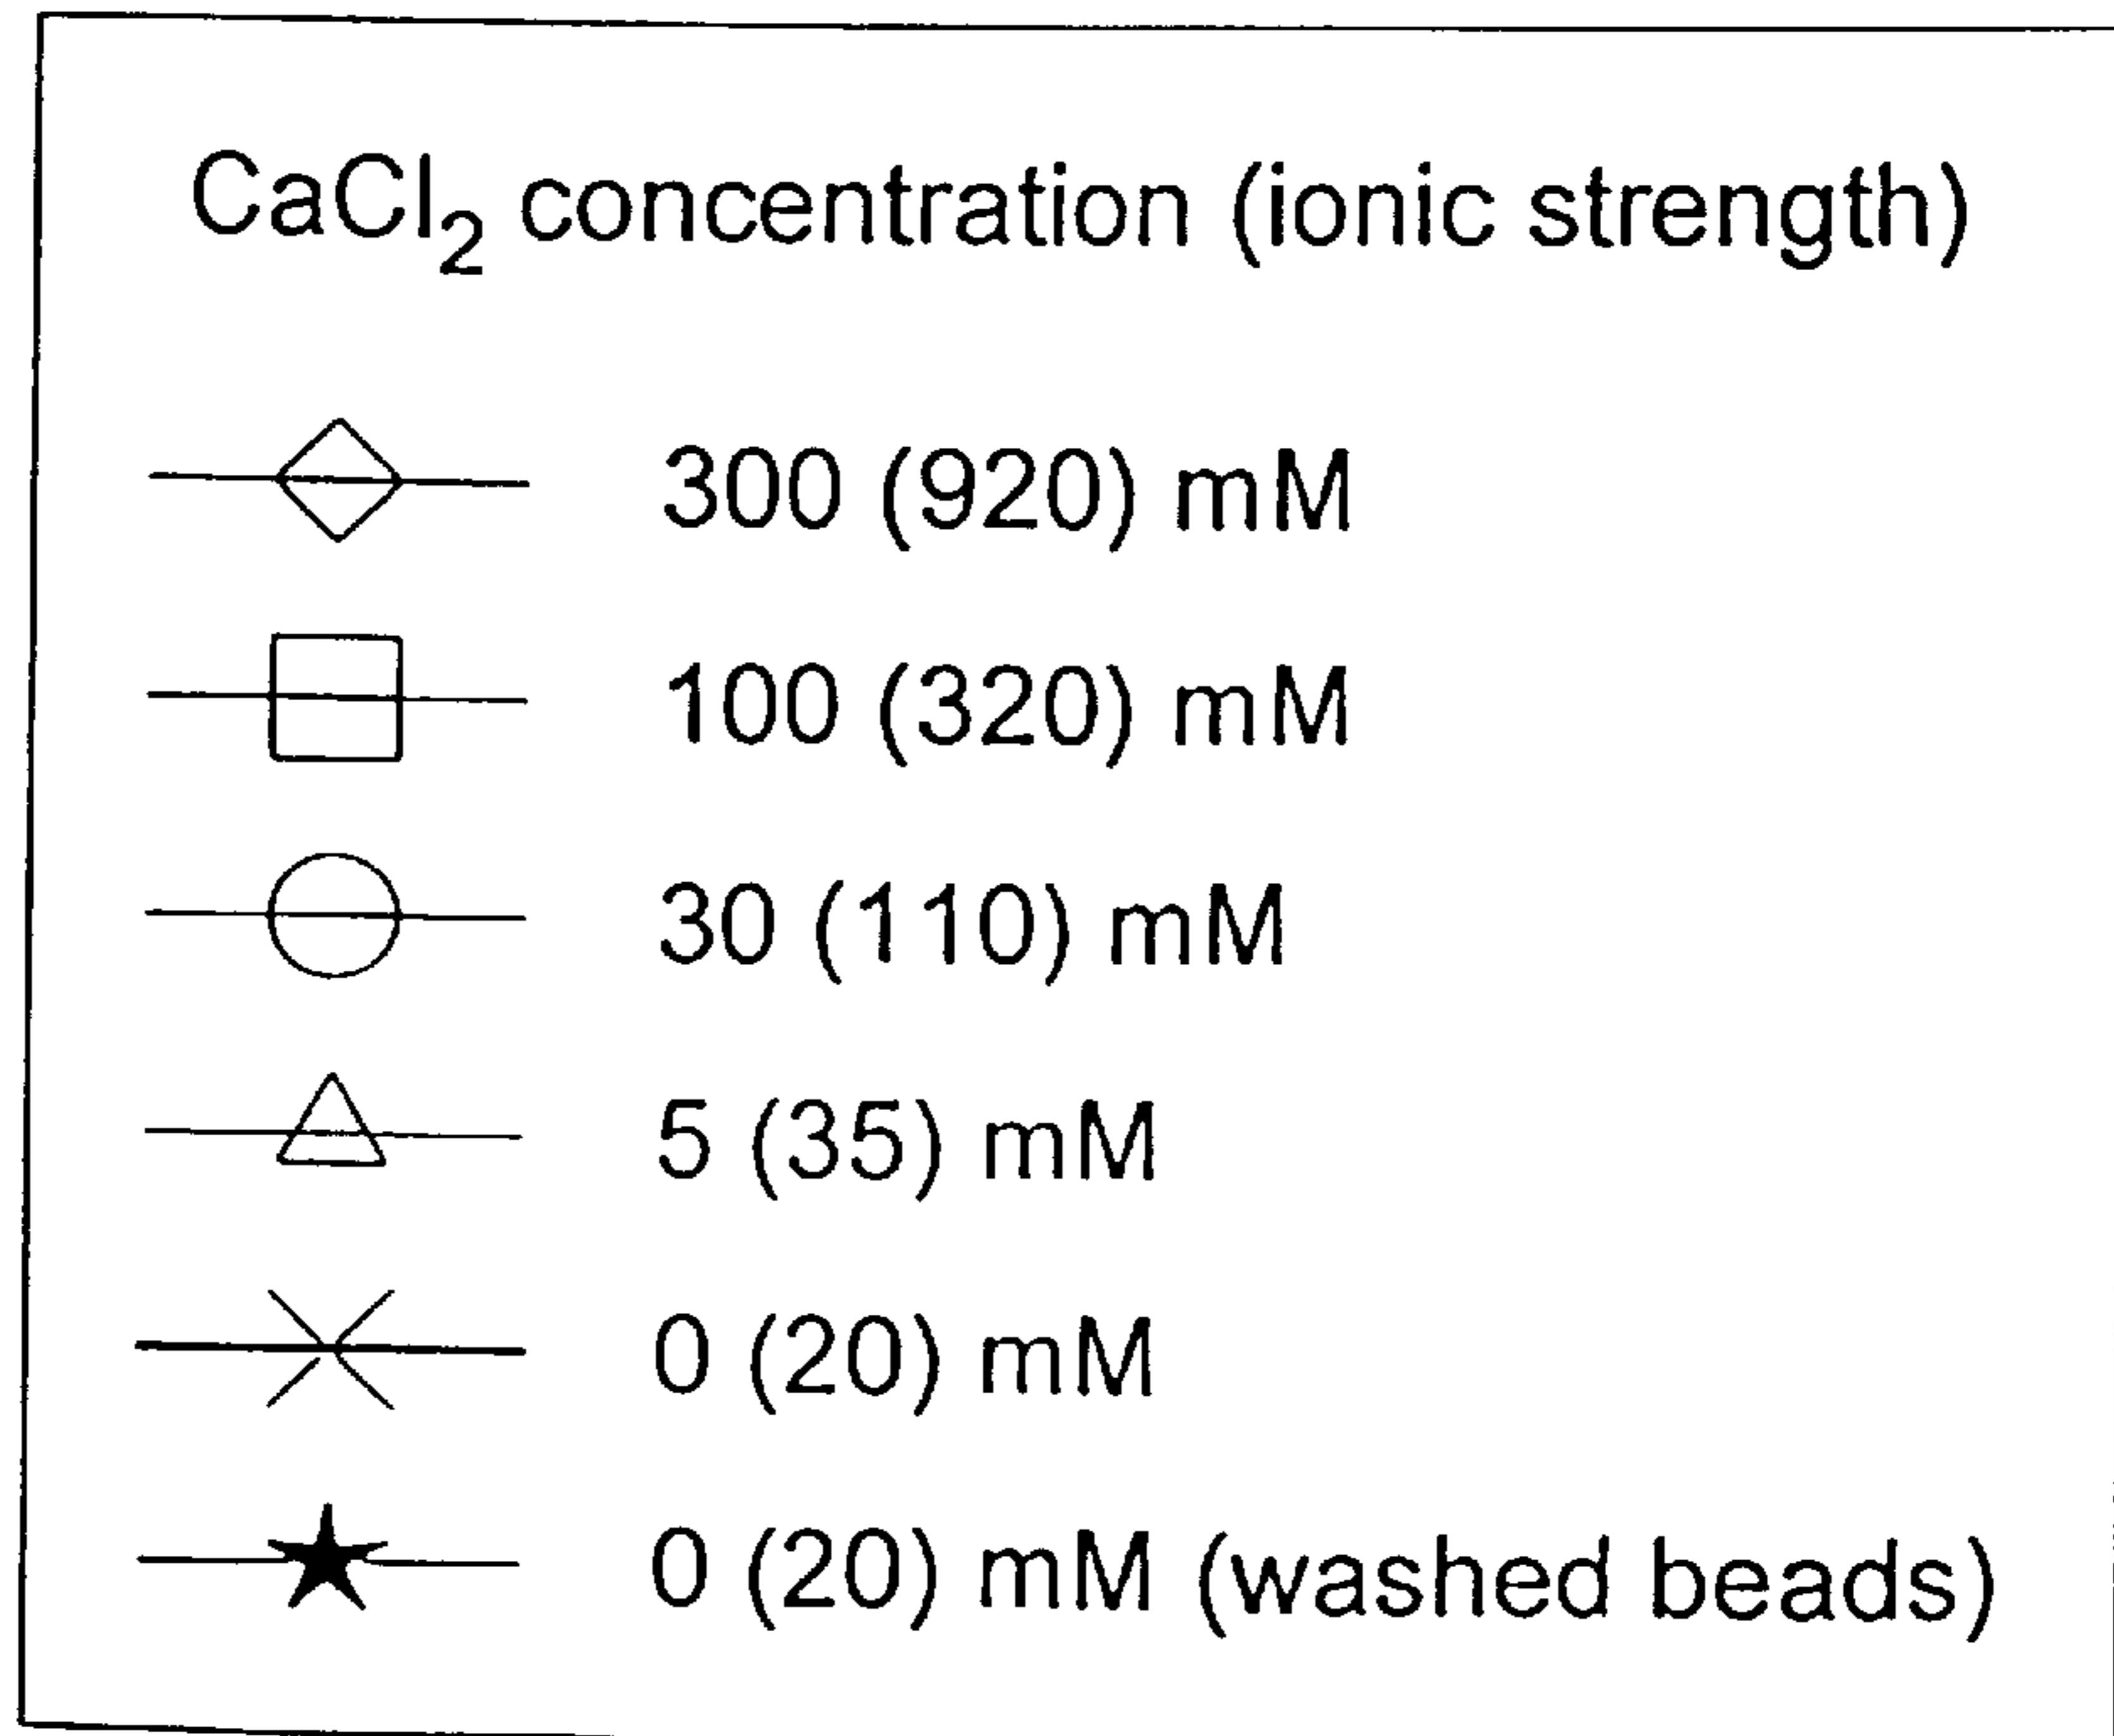 CaCl₂ concentration (ionic strength)
300 (920) mM
100 (320) mM
30 (110) mM
5 (35) mM
0 (20) mM
0 (20) mM (washed beads)